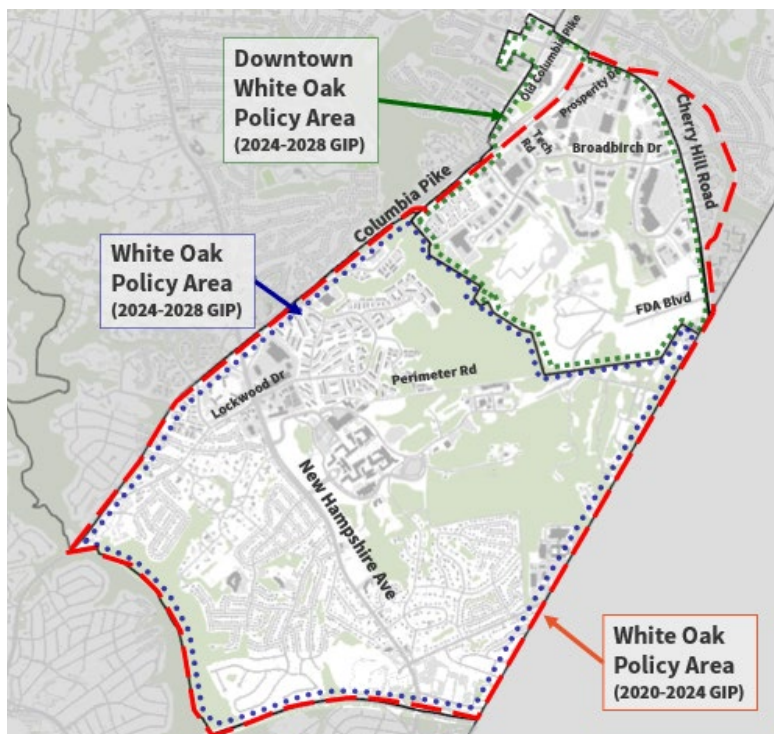 Downtown
White Oak
Policy Area
(2024-2028 GIP)
Old Columbia Pike
Prosperity Dr
Cherry Hill Road
Tech
Rd
Broadbirch Dr
Columbia Pike
White Oak
Policy Area
(2024-2028 GIP)
FDA Blvd
Perimeter Rd
Lockwood Dr
New Hampshire Ave
White Oak
Policy Area
(2020-2024 GIP)